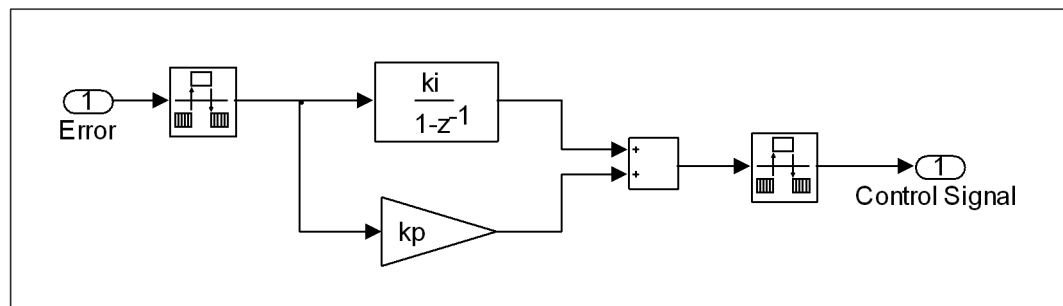 1
Error
ki
1-z-1
kp
+
+
1
Control Signal